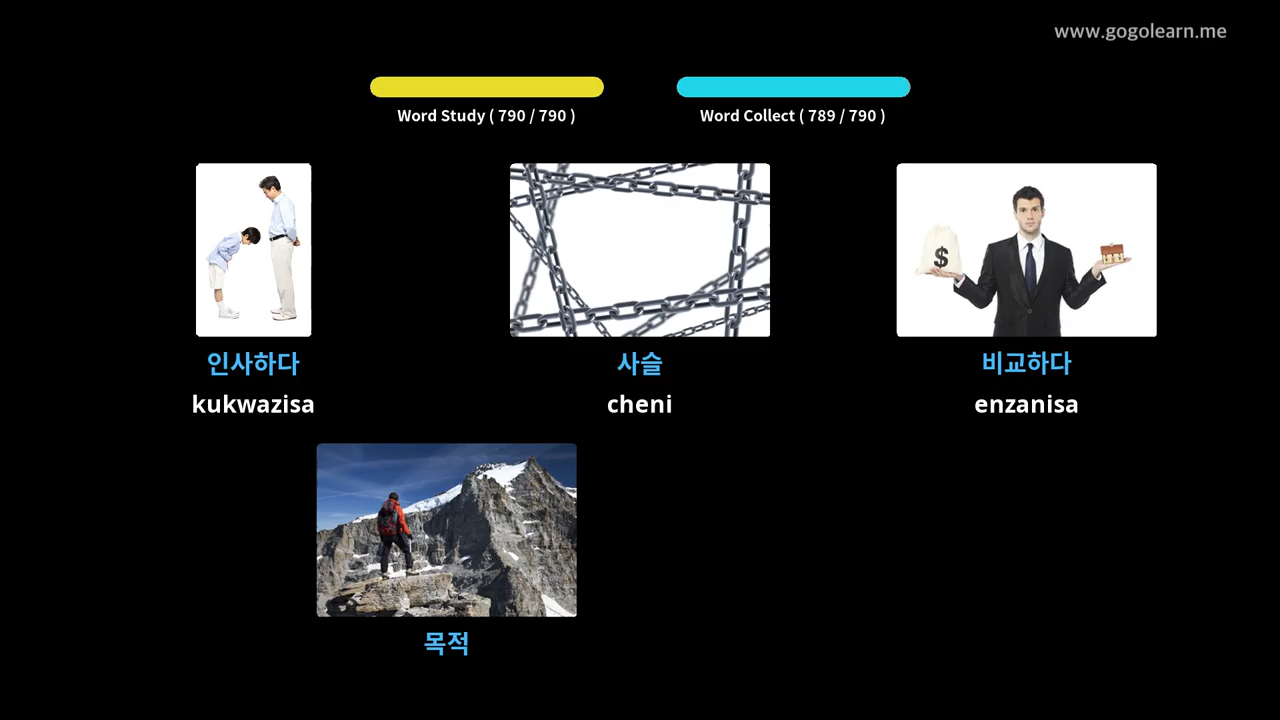 www.gogolearn.me
Word Study ( 790 / 790 )
Word Collect ( 789 / 790 )
인사하다
사슬
비교하다
kukwazisa
cheni
enzanisa
목적